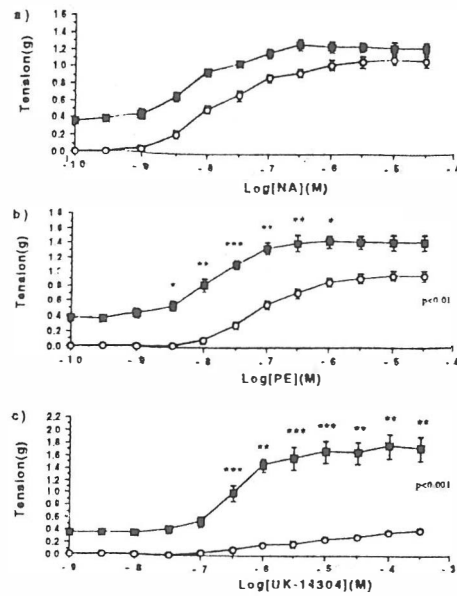 a)
Tension(g)
1.6
1.4
1.2
1.0
0.8
0.6
0.4
0.2
0.0
-10 -9 -8 -7 -6 -5 -4
Log[NA](M)
b)
Tension(g)
1.8
1.6
1.4
1.2
1.0
0.8
0.6
0.4
0.2
0.0
* ** *** ** ** *
p<0.01
-10 -9 -8 -7 -6 -5 -4
Log[PE](M)
c)
Tension(g)
2.2
2.0
1.8
1.6
1.4
1.2
1.0
0.8
0.6
0.4
0.2
0.0
*** ** *** *** ** ** **
p<0.001
-9 -8 -7 -6 -5 -4 -3
Log[UK-14304](M)